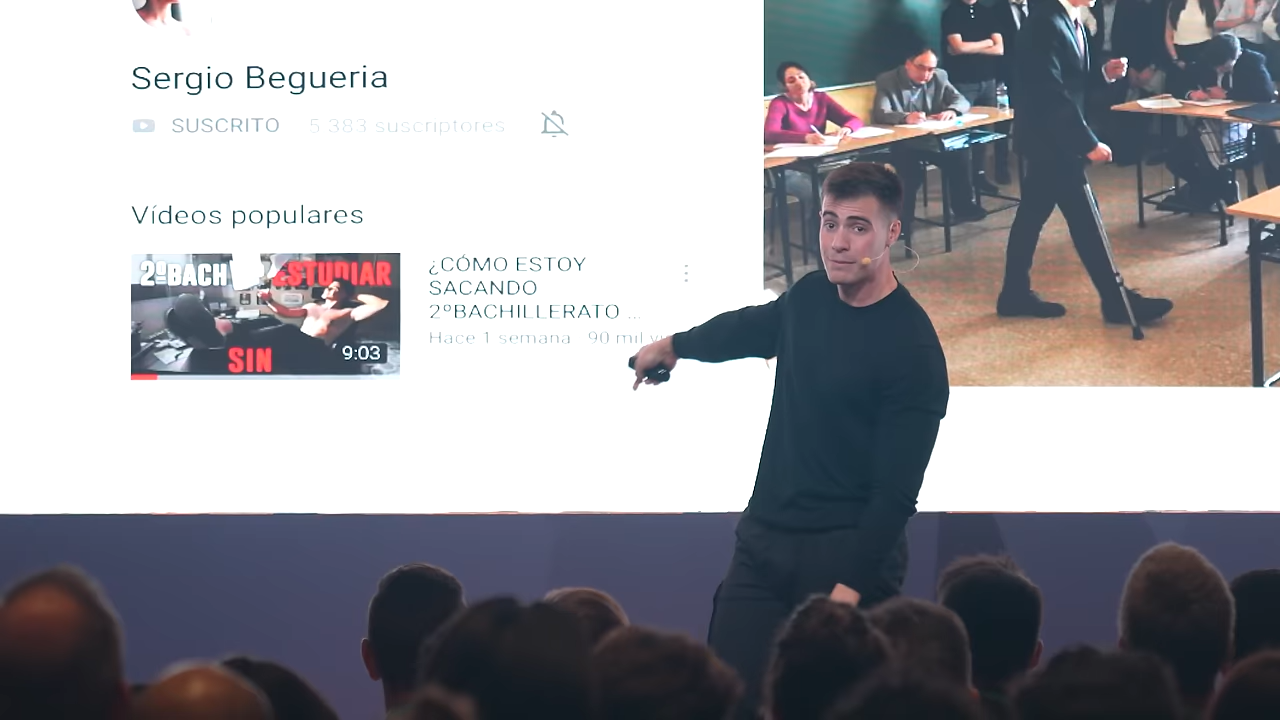 Sergio Begueria
SUSCRITO 5 383 suscriptores
Vídeos populares
2ºBACH ESTUDIAR
SIN
9:03
¿CÓMO ESTOY
SACANDO
2ºBACHILLERATO ...
Hace 1 semana 90 mil